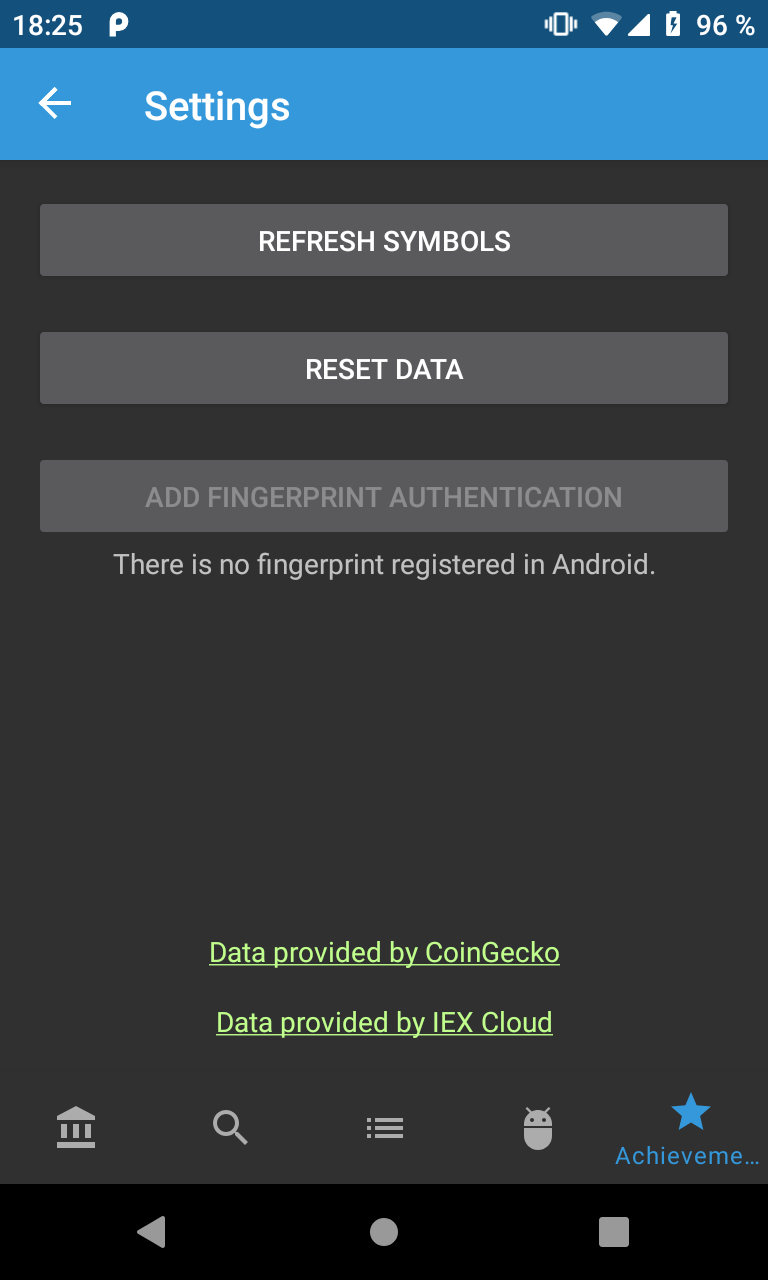 18:25
96 %
Settings
REFRESH SYMBOLS
RESET DATA
ADD FINGERPRINT AUTHENTICATION
There is no fingerprint registered in Android.
Data provided by CoinGecko
Data provided by IEX Cloud
Achieveme...